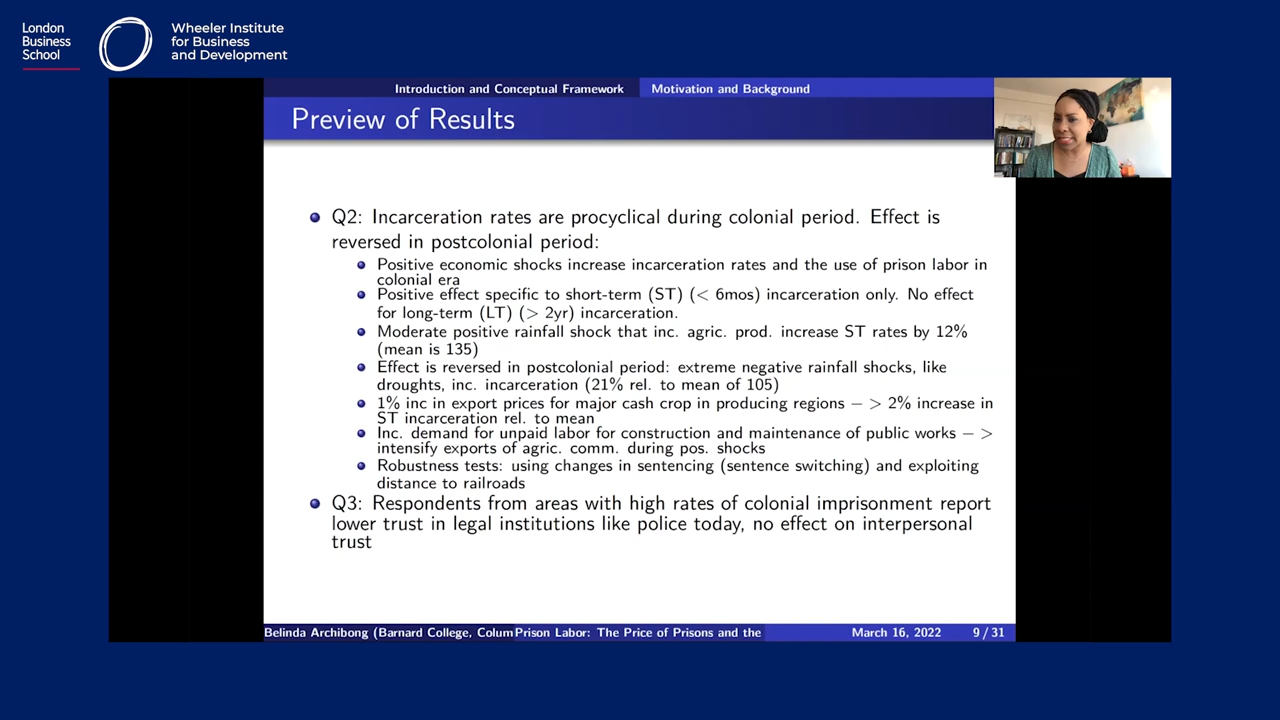 London
Business
School
Wheeler Institute
for Business
and Development
Introduction and Conceptual Framework
Motivation and Background
Preview of Results
Q2: Incarceration rates are procyclical during colonial period. Effect is
reversed in postcolonial period:
Positive economic shocks increase incarceration rates and the use of prison labor in
colonial era
Positive effect specific to short-term (ST) (< 6mos) incarceration only. No effect
for long-term (LT) (> 2yr) incarceration.
Moderate positive rainfall shock that inc. agric. prod. increase ST rates by 12%
(mean is 135)
Effect is reversed in postcolonial period: extreme negative rainfall shocks, like
droughts, inc. incarceration (21% rel. to mean of 105)
1% inc in export prices for major cash crop in producing regions − > 2% increase in
ST incarceration rel. to mean
Inc. demand for unpaid labor for construction and maintenance of public works − >
intensify exports of agric. comm. during pos. shocks
Robustness tests: using changes in sentencing (sentence switching) and exploiting
distance to railroads
Q3: Respondents from areas with high rates of colonial imprisonment report
lower trust in legal institutions like police today, no effect on interpersonal
trust
Belinda Archibong (Barnard College, Colum
Prison Labor: The Price of Prisons and the
March 16, 2022
9 / 31